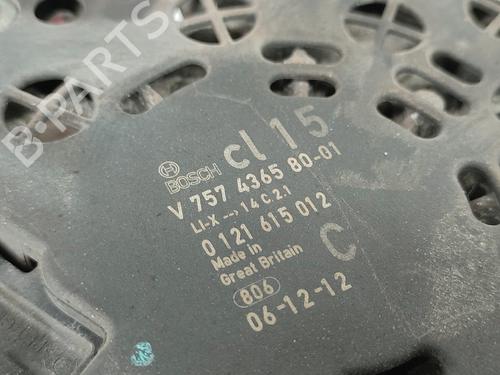 B-PARTS
BOSCH cl 15
V 757 4365 80-01
LI-X --> 14 C.2.1
0 121 615 012
Made in
Great Britain C
806
06-12-12